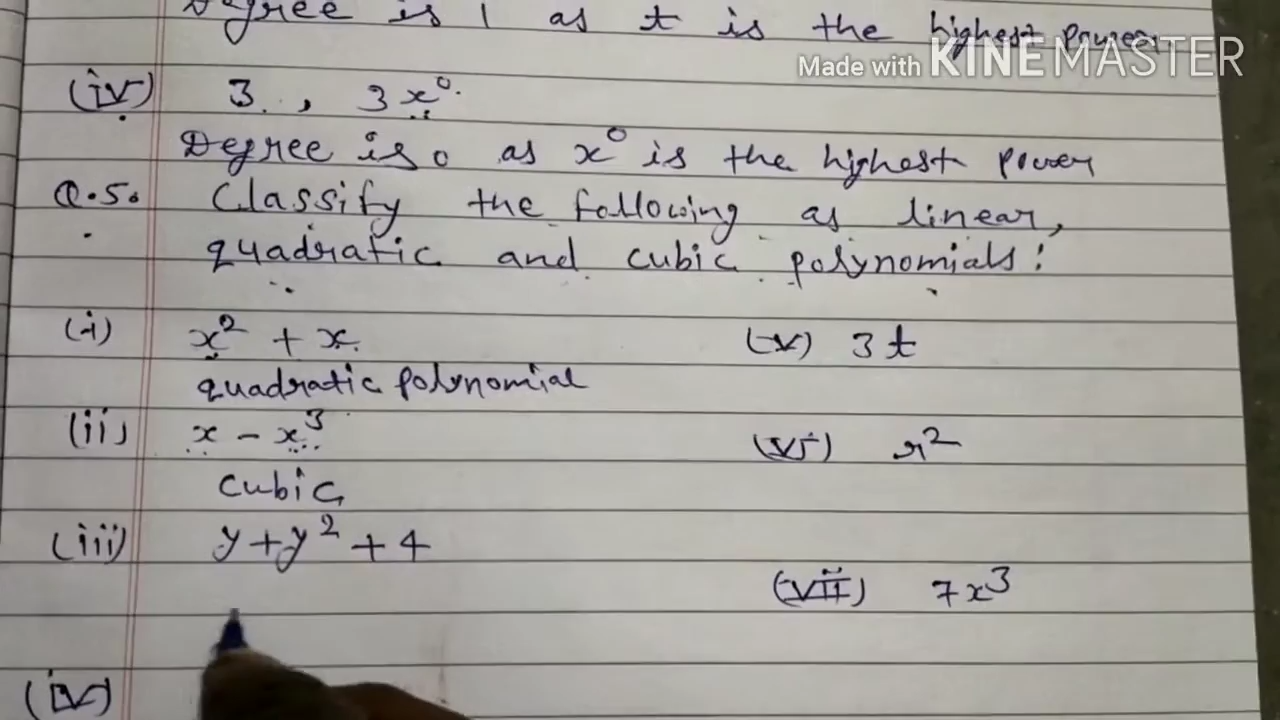 Degree is 1 as t is the highest power
Made with KINEMASTER
(iv) 3 , 3x⁰.
Degree is 0 as x⁰ is the highest power
Q.5. Classify the following as linear,
quadratic and cubic polynomials:
(i) x² + x
(v) 3t
quadratic polynomial
(ii) x - x³
(vi) r²
cubic
(iii) y + y² + 4
(vii) 7x³
(iv)